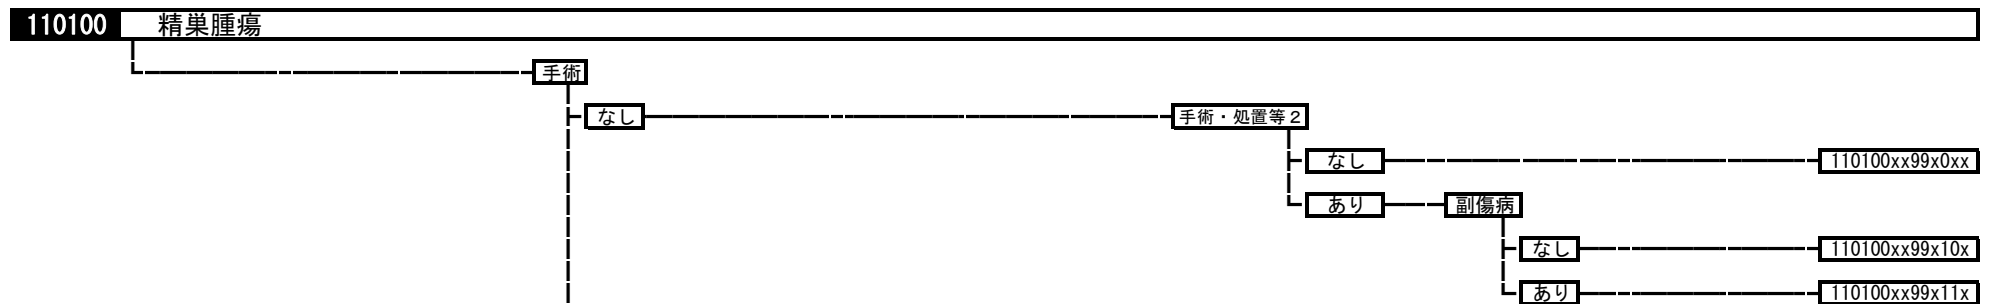 110100 精巣腫瘍
手術
なし 手術・処置等2
なし 110100xx99x0xx
あり 副傷病
なし 110100xx99x10x
あり 110100xx99x11x